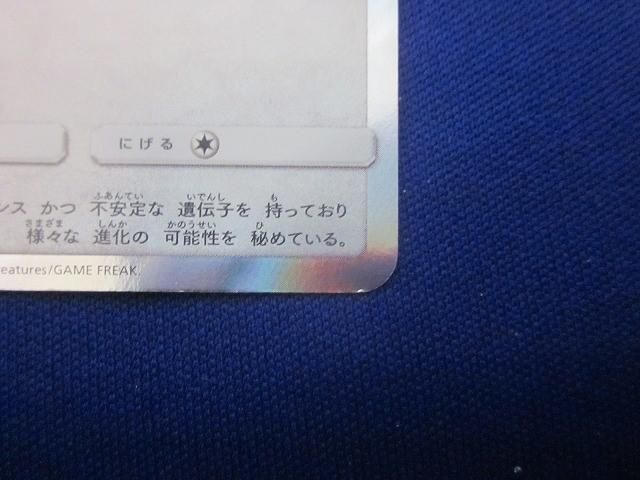 にげる
ンス かつ 不安定な 遺伝子を 持っており
様々な 進化の 可能性を 秘めている。
reatures/GAME FREAK.